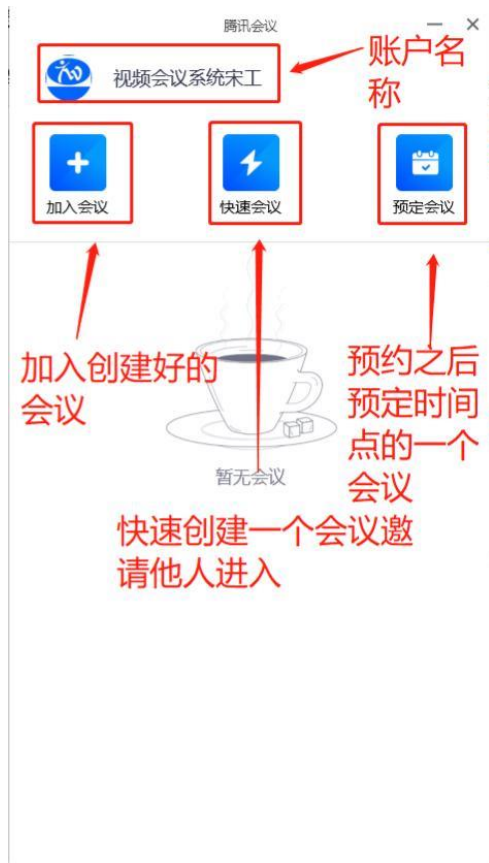 腾讯会议
账户名
称
视频会议系统宋工
加入会议
快速会议
预定会议
加入创建好的
会议
预约之后
预定时间
点的一个
会议
暂无会议
快速创建一个会议邀
请他人进入